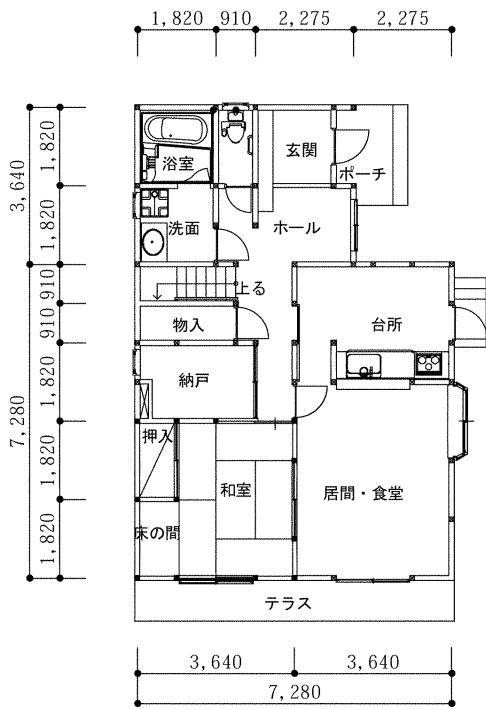 1,820 910 2,275 2,275
3,640
7,280
1,820
1,820
910
910
1,820
1,820
1,820
浴室
玄関
ポーチ
洗面
ホール
上る
物入
台所
納戸
押入
和室
居間・食堂
床の間
テラス
3,640 3,640
7,280